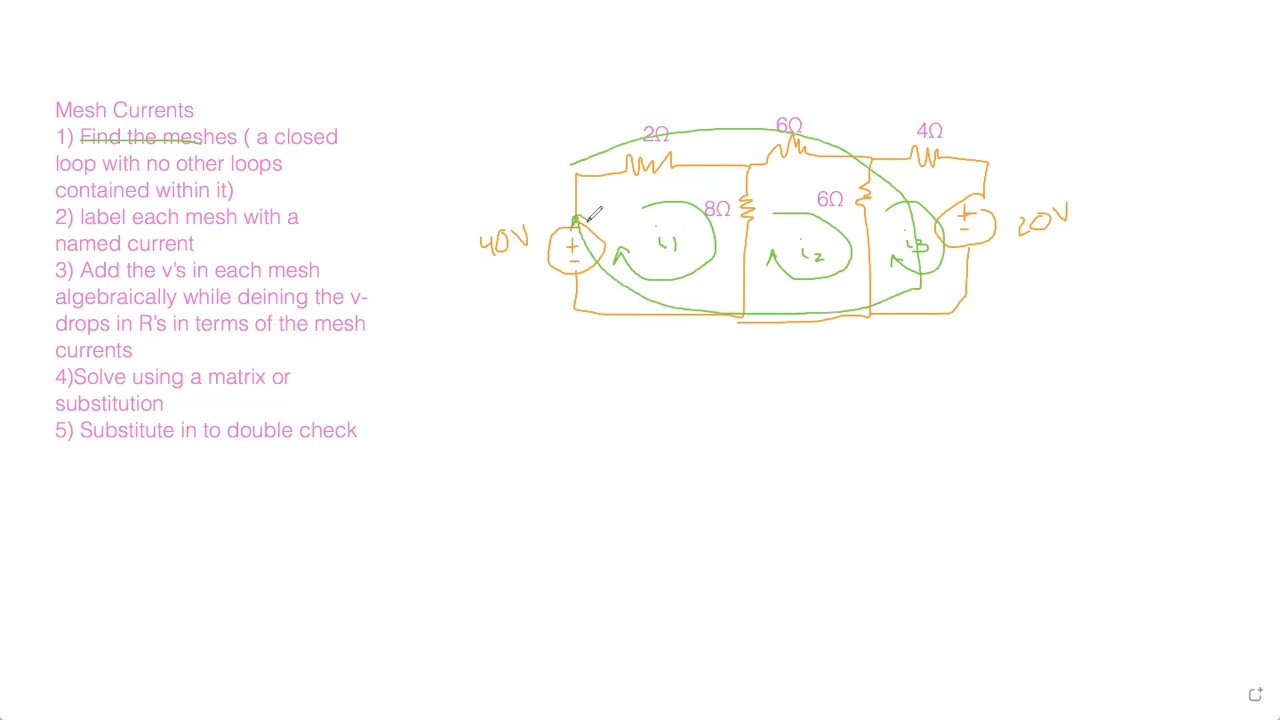 Mesh Currents
1) Find the meshes ( a closed
loop with no other loops
contained within it)
2) label each mesh with a
named current
3) Add the v's in each mesh
algebraically while deining the v-
drops in R's in terms of the mesh
currents
4)Solve using a matrix or
substitution
5) Substitute in to double check
2Ω
6Ω
4Ω
8Ω
6Ω
40V
+
-
i1
i2
i3
+
-
20V